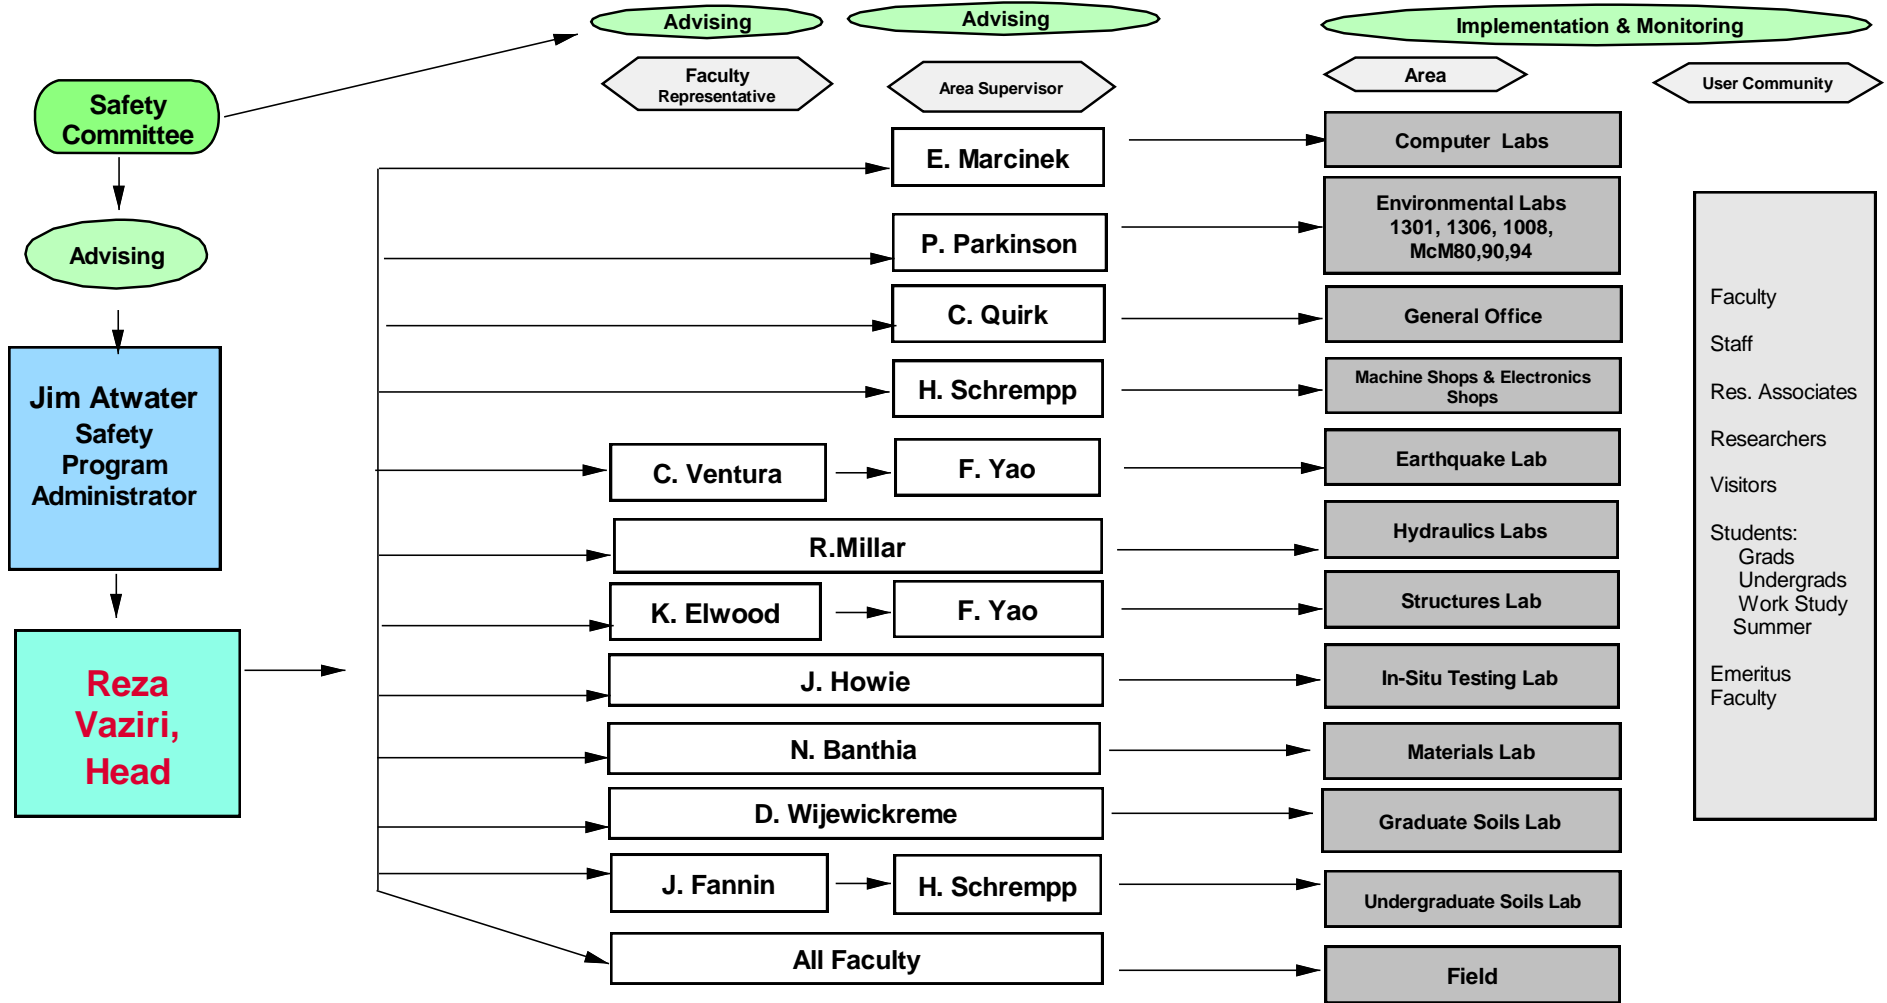 Advising
Advising
Implementation & Monitoring
Faculty
Representative
Area Supervisor
Area
User Community
Safety
Committee
Advising
Jim Atwater
Safety
Program
Administrator
Reza
Vaziri,
Head
E. Marcinek
Computer Labs
P. Parkinson
Environmental Labs
1301, 1306, 1008,
McM80,90,94
C. Quirk
General Office
H. Schrempp
Machine Shops & Electronics
Shops
C. Ventura
F. Yao
Earthquake Lab
R.Millar
Hydraulics Labs
K. Elwood
F. Yao
Structures Lab
J. Howie
In-Situ Testing Lab
N. Banthia
Materials Lab
D. Wijewickreme
Graduate Soils Lab
J. Fannin
H. Schrempp
Undergraduate Soils Lab
All Faculty
Field
Faculty
Staff
Res. Associates
Researchers
Visitors
Students:
Grads
Undergrads
Work Study
Summer
Emeritus
Faculty